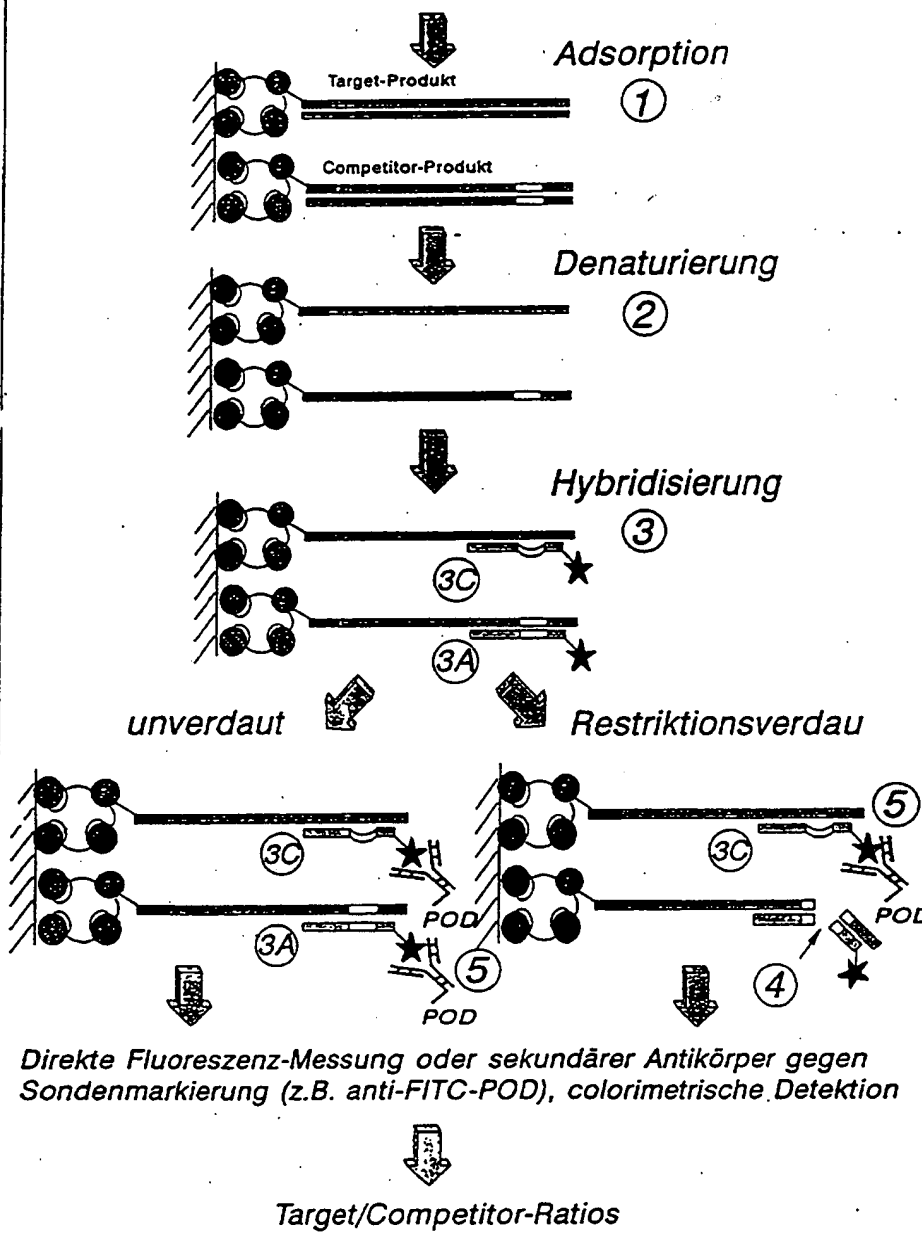 Adsorption
1
Target-Produkt
Competitor-Produkt
Denaturierung
2
Hybridisierung
3
3C
3A
unverdaut
Restriktionsverdau
3C
POD
3A
5
POD
5
3C
POD
4
Direkte Fluoreszenz-Messung oder sekundärer Antikörper gegen
Sondenmarkierung (z.B. anti-FITC-POD), colorimetrische Detektion
Target/Competitor-Ratios